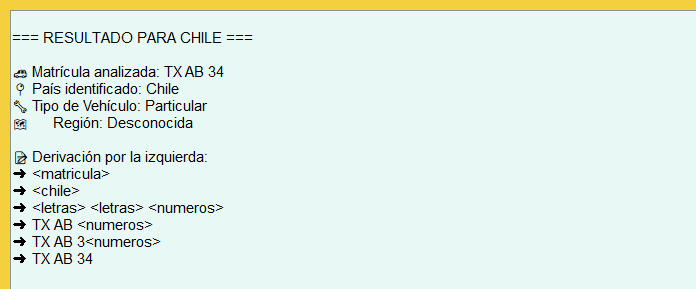 === RESULTADO PARA CHILE ===
Matrícula analizada: TX AB 34
País identificado: Chile
Tipo de Vehículo: Particular
Región: Desconocida
Derivación por la izquierda:
➜ <matricula>
➜ <chile>
➜ <letras> <letras> <numeros>
➜ TX AB <numeros>
➜ TX AB 3<numeros>
➜ TX AB 34